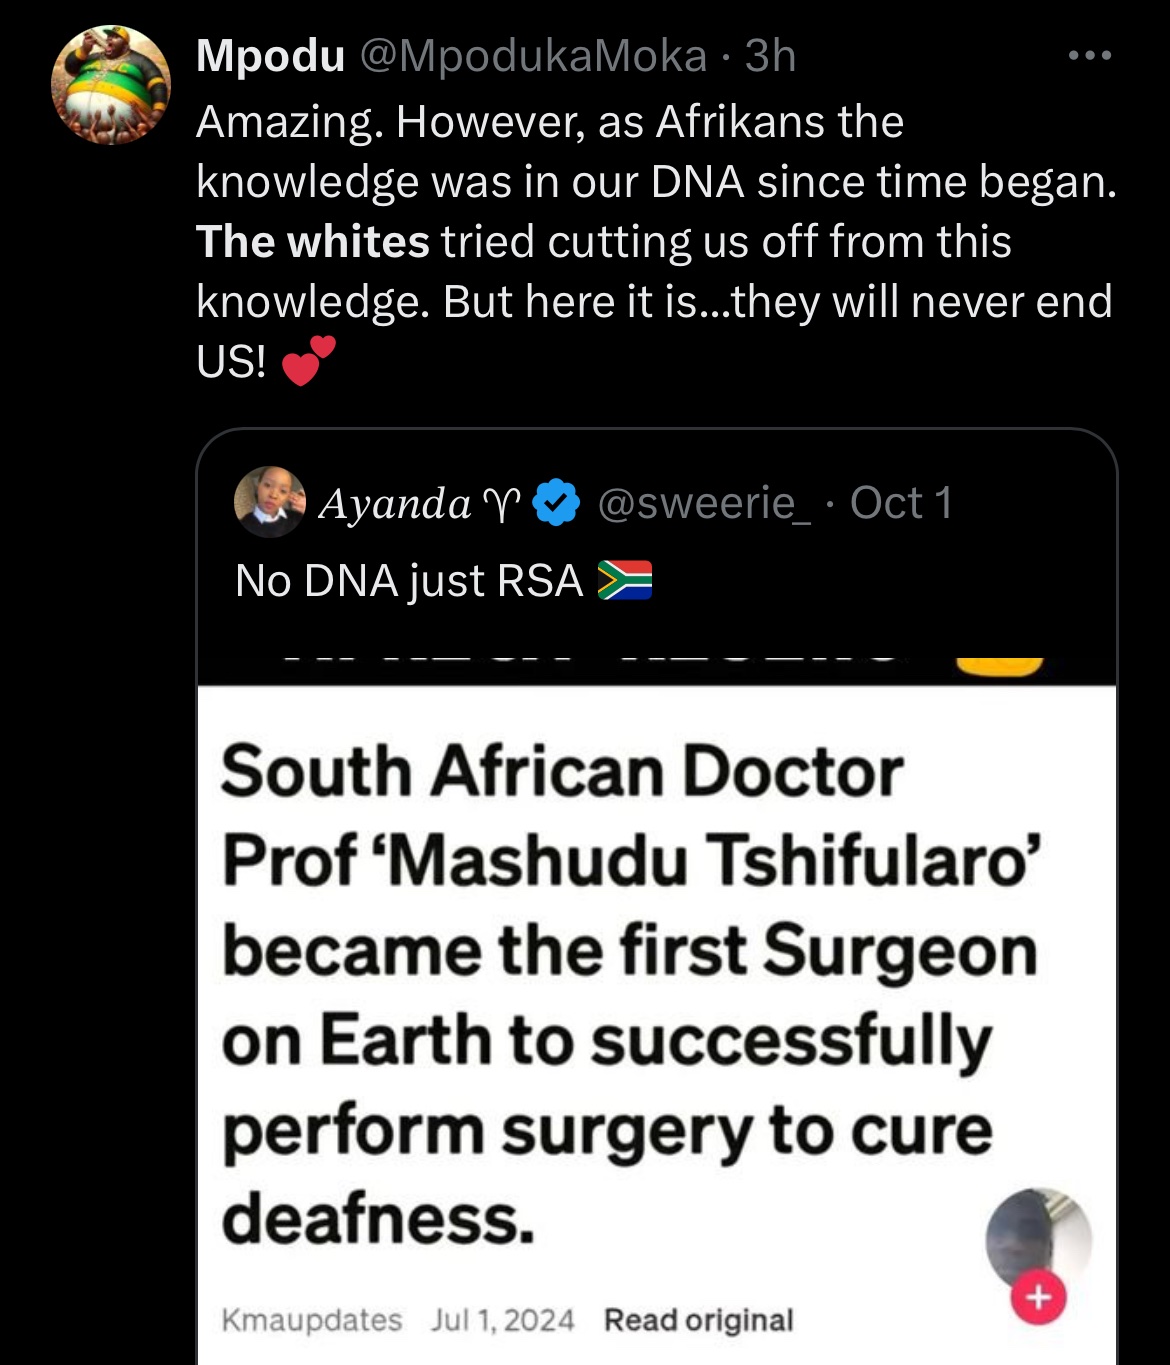 Mpodu @MpodukaMoka · 3h
Amazing. However, as Afrikans the
knowledge was in our DNA since time began.
The whites tried cutting us off from this
knowledge. But here it is...they will never end
US! 💕
Ayanda ♈ @sweerie_ · Oct 1
No DNA just RSA 🇿🇦
South African Doctor
Prof ‘Mashudu Tshifularo’
became the first Surgeon
on Earth to successfully
perform surgery to cure
deafness.
Kmaupdates Jul 1, 2024 Read original